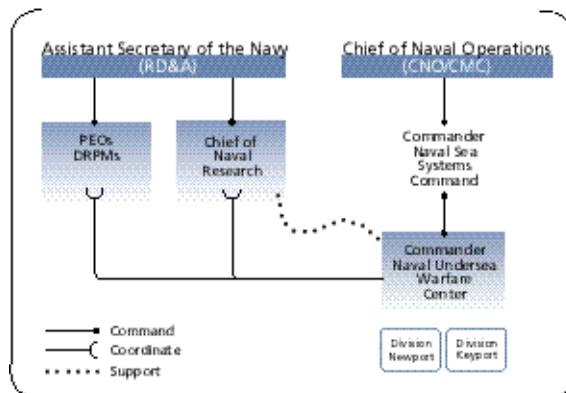 Assistant Secretary of the Navy
(RD&A)
Chief of Naval Operations
(CNO/CMC)
PEOs
DRPMs
Chief of
Naval
Research
Commander
Naval Sea
Systems
Command
Commander
Naval Undersea
Warfare
Center
Command
Coordinate
Support
Division
Newport
Division
Keyport